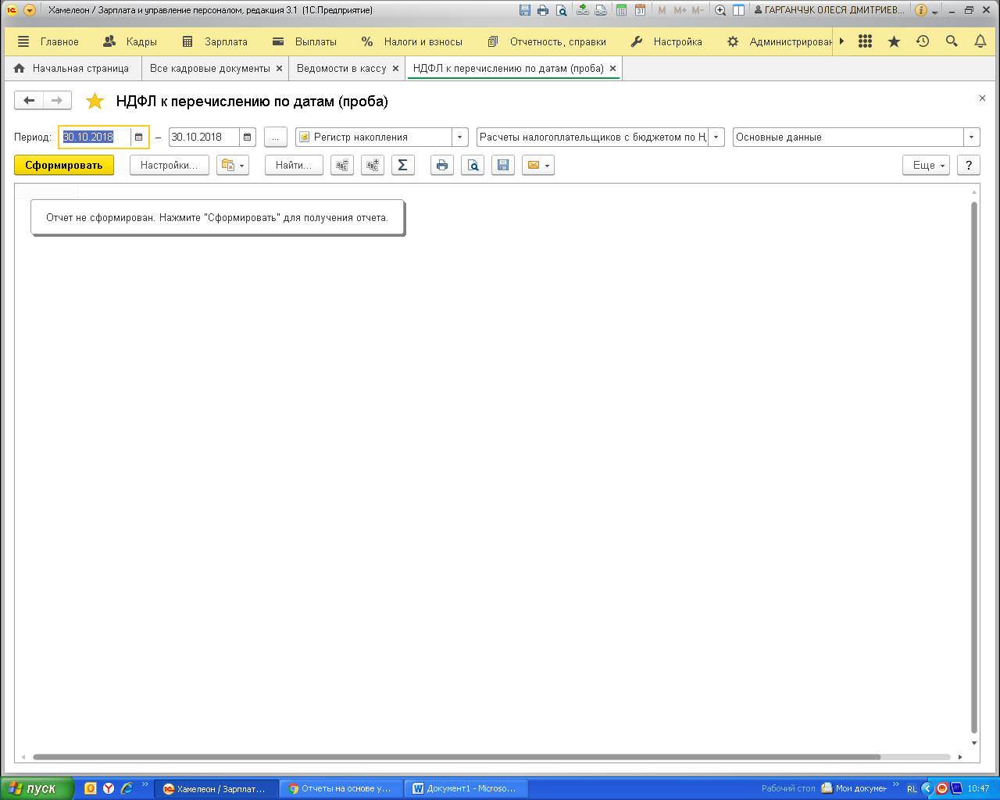 Хамелеон / Зарплата и управление персоналом, редакция 3.1 (1С:Предприятие)
M M+ M-
ГАРГАНЧУК ОЛЕСЯ ДМИТРИЕВ...
Главное Кадры Зарплата Выплаты Налоги и взносы Отчетность, справки Настройка Администрирован
Начальная страница Все кадровые документы Ведомости в кассу НДФЛ к перечислению по датам (проба)
НДФЛ к перечислению по датам (проба)
Период: 30.10.2018 – 30.10.2018 ... Регистр накопления Расчеты налогоплательщиков с бюджетом по Н Основные данные
Сформировать Настройки... Найти... Σ Еще ?
Отчет не сформирован. Нажмите "Сформировать" для получения отчета.
пуск Хамелеон / Зарплат... Отчеты на основе у... Документ1 - Microso... Рабочий стол Мои докумен RL 10:47